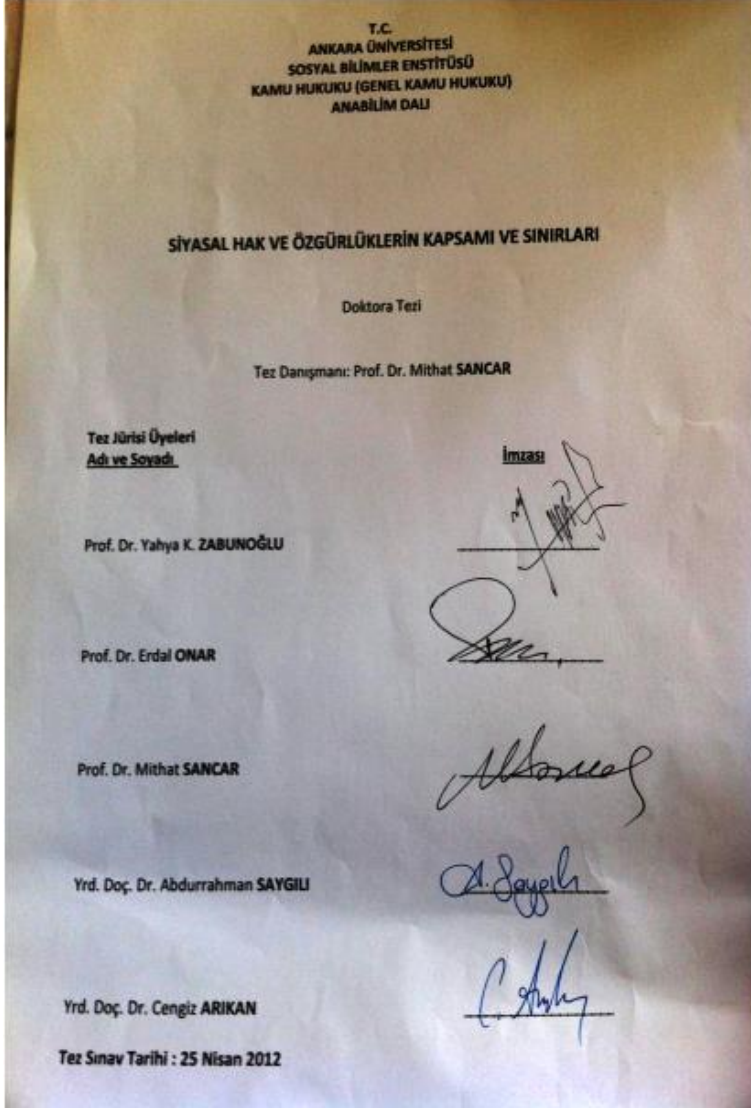 T.C.
ANKARA ÜNİVERSİTESİ
SOSYAL BİLİMLER ENSTİTÜSÜ
KAMU HUKUKU (GENEL KAMU HUKUKU)
ANABİLİM DALI
SİYASAL HAK VE ÖZGÜRLÜKLERİN KAPSAMI VE SINIRLARI
Doktora Tezi
Tez Danışmanı: Prof. Dr. Mithat SANCAR
Tez Jürisi Üyeleri
Adı ve Soyadı İmzası
Prof. Dr. Yahya K. ZABUNOĞLU
Prof. Dr. Erdal ONAR
Prof. Dr. Mithat SANCAR
Yrd. Doç. Dr. Abdurrahman SAYGILI A. Saygılı
Yrd. Doç. Dr. Cengiz ARIKAN
Tez Sınav Tarihi : 25 Nisan 2012